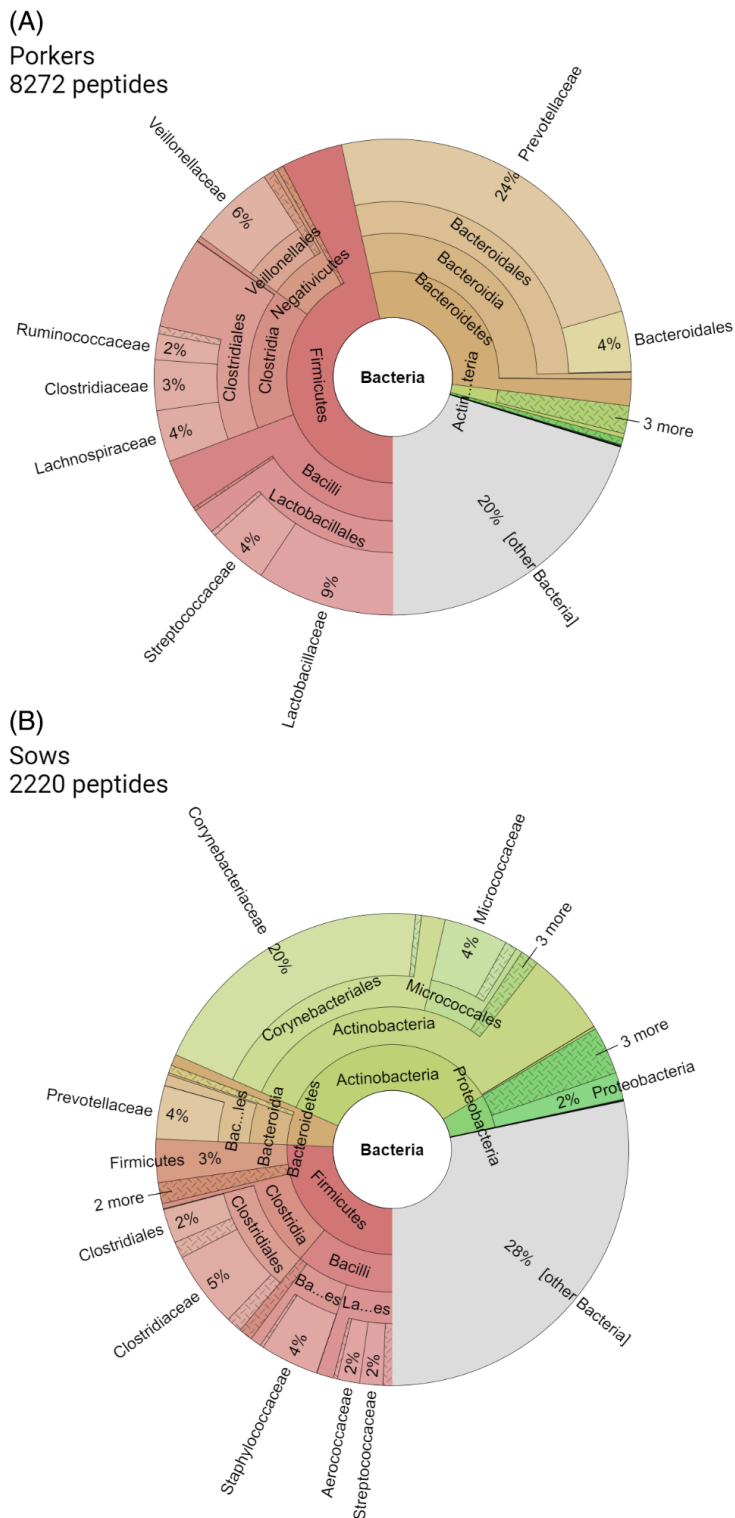 (A)
Porkers
8272 peptides
Prevotellaceae
24%
Veillonellaceae
6%
Bacteroidales
Bacteroidia
Bacteroidetes
Veillonellales
Negativicutes
Bacteroidales
4%
Ruminococcaceae
2%
Clostridiales
Clostridia
Firmicutes
Bacteria
Actin...teria
3 more
Clostridiaceae
3%
Lachnospiraceae
4%
Bacilli
Lactobacillales
Streptococcaceae
4%
Lactobacillaceae
9%
20% [other Bacteria]
(B)
Sows
2220 peptides
Corynebacteriaceae
20%
Micrococcaceae
4%
3 more
Corynebacteriales
Micrococcales
Actinobacteria
Actinobacteria
Proteobacteria
3 more
2% Proteobacteria
Prevotellaceae
4%
Bac...les
Bacteroidia
Bacteroidetes
Bacteria
Firmicutes 3%
2 more
Firmicutes
Clostridiales
2%
Clostridia
Clostridiales
Bacilli
Clostridiaceae
5%
Ba...es
La...es
28% [other Bacteria]
Staphylococcaceae
4%
Aerococcaceae
2%
Streptococcaceae
2%